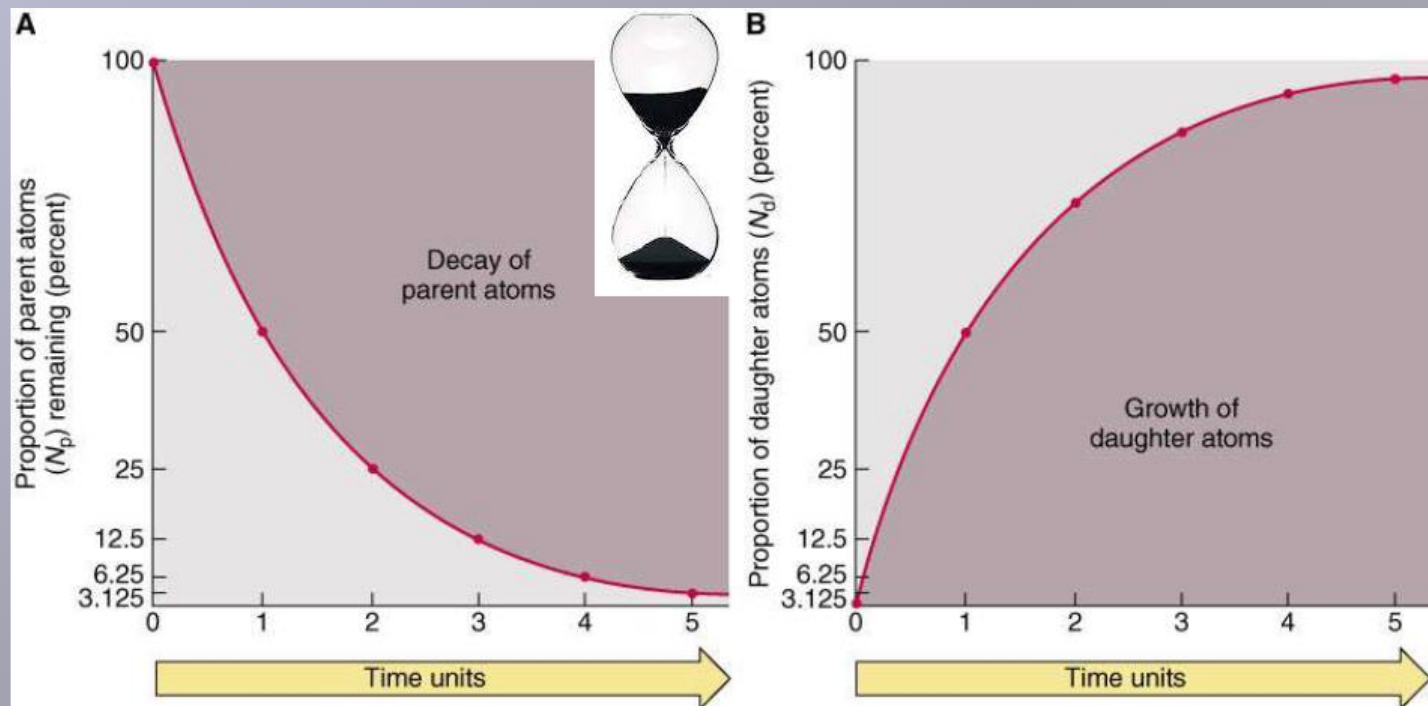 A
Proportion of parent atoms
(Np) remaining (percent)
100
50
25
12.5
6.25
3.125
Decay of
parent atoms
0 1 2 3 4 5
Time units
B
Proportion of daughter atoms (Nd) (percent)
100
50
25
12.5
6.25
3.125
Growth of
daughter atoms
0 1 2 3 4 5
Time units